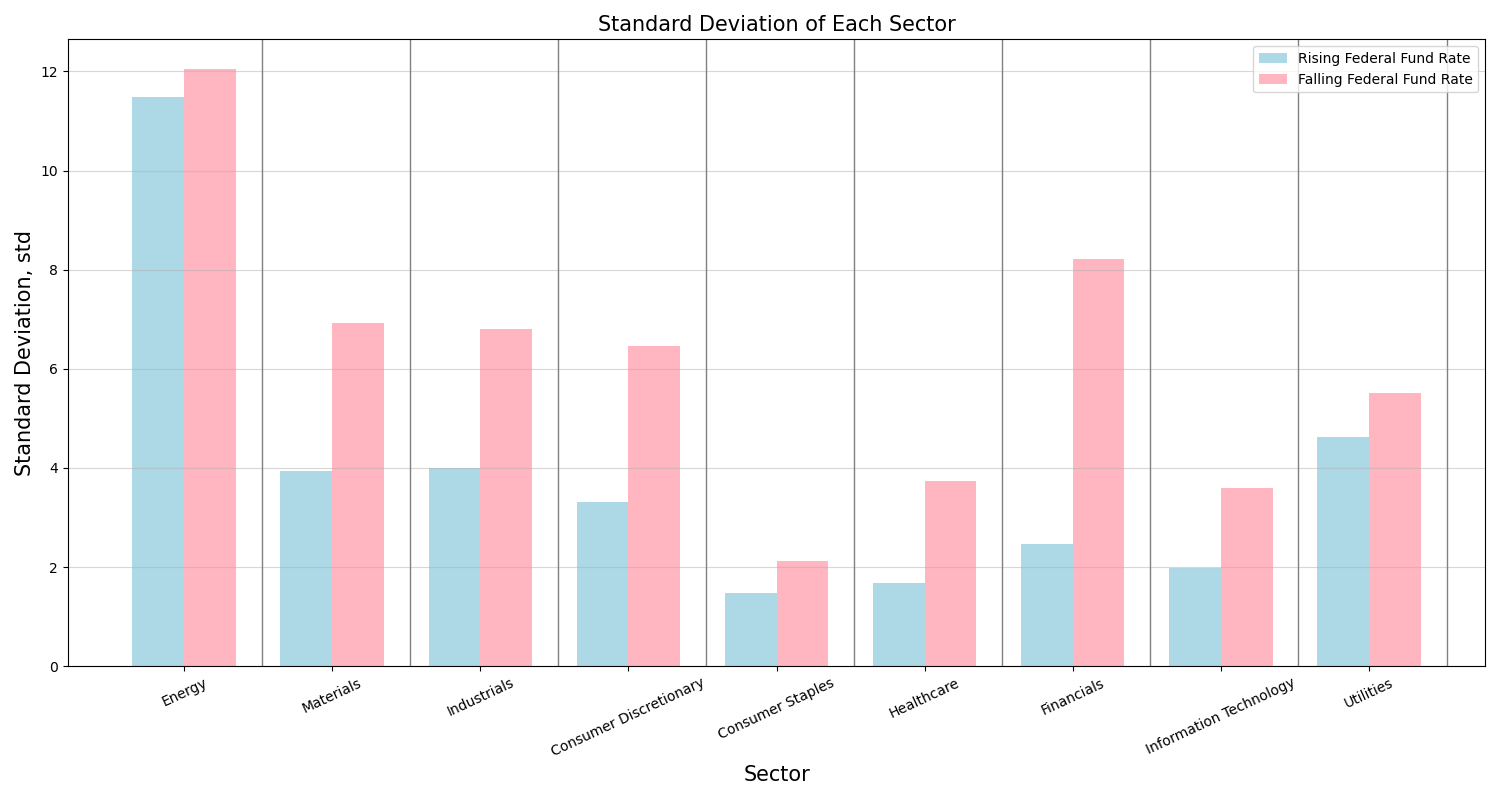 Standard Deviation of Each Sector
Rising Federal Fund Rate
Falling Federal Fund Rate
Standard Deviation, std
12
10
8
6
4
2
0
Energy
Materials
Industrials
Consumer Discretionary
Consumer Staples
Healthcare
Financials
Information Technology
Utilities
Sector